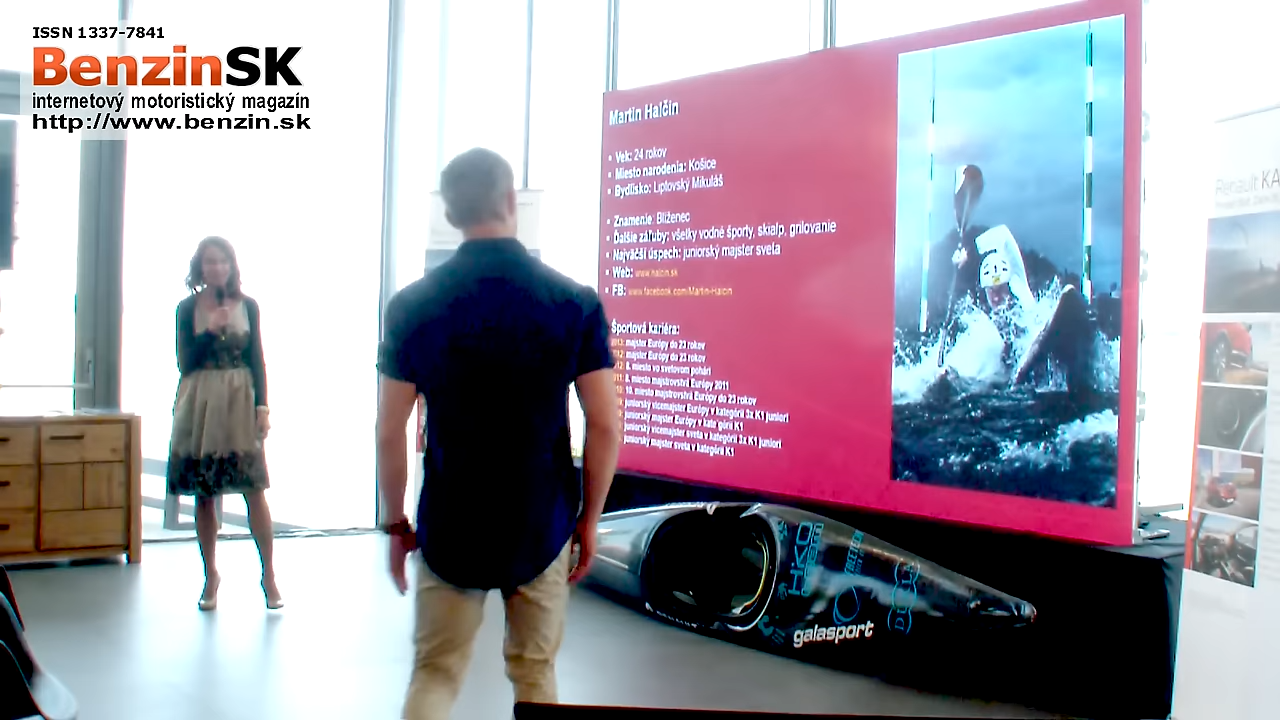 ISSN 1337-7841
BenzinSK
internetový motoristický magazín
http://www.benzin.sk
Martin Halčin
Vek: 24 rokov
Miesto narodenia: Košice
Bydlisko: Liptovský Mikuláš
Znamenie: Blíženec
Ďalšie záľuby: všetky vodné športy, skialp, grilovanie
Najväčší úspech: juniorský majster sveta
Web: www.halcin.sk
FB: www.facebook.com/Martin-Halcin
Športová kariéra:
majster Európy do 23 rokov
majster Európy do 23 rokov
8. miesto vo svetovom pohári
8. miesto majstrovstvá Európy 2011
10. miesto majstrovstvá Európy do 23 rokov
juniorský vicemajster Európy v kategórii 3x K1 juniori
juniorský majster Európy v kategórii K1
juniorský vicemajster sveta v kategórii 3x K1 juniori
juniorský majster sveta v kategórii K1
Renault KA
HIKO
galasport